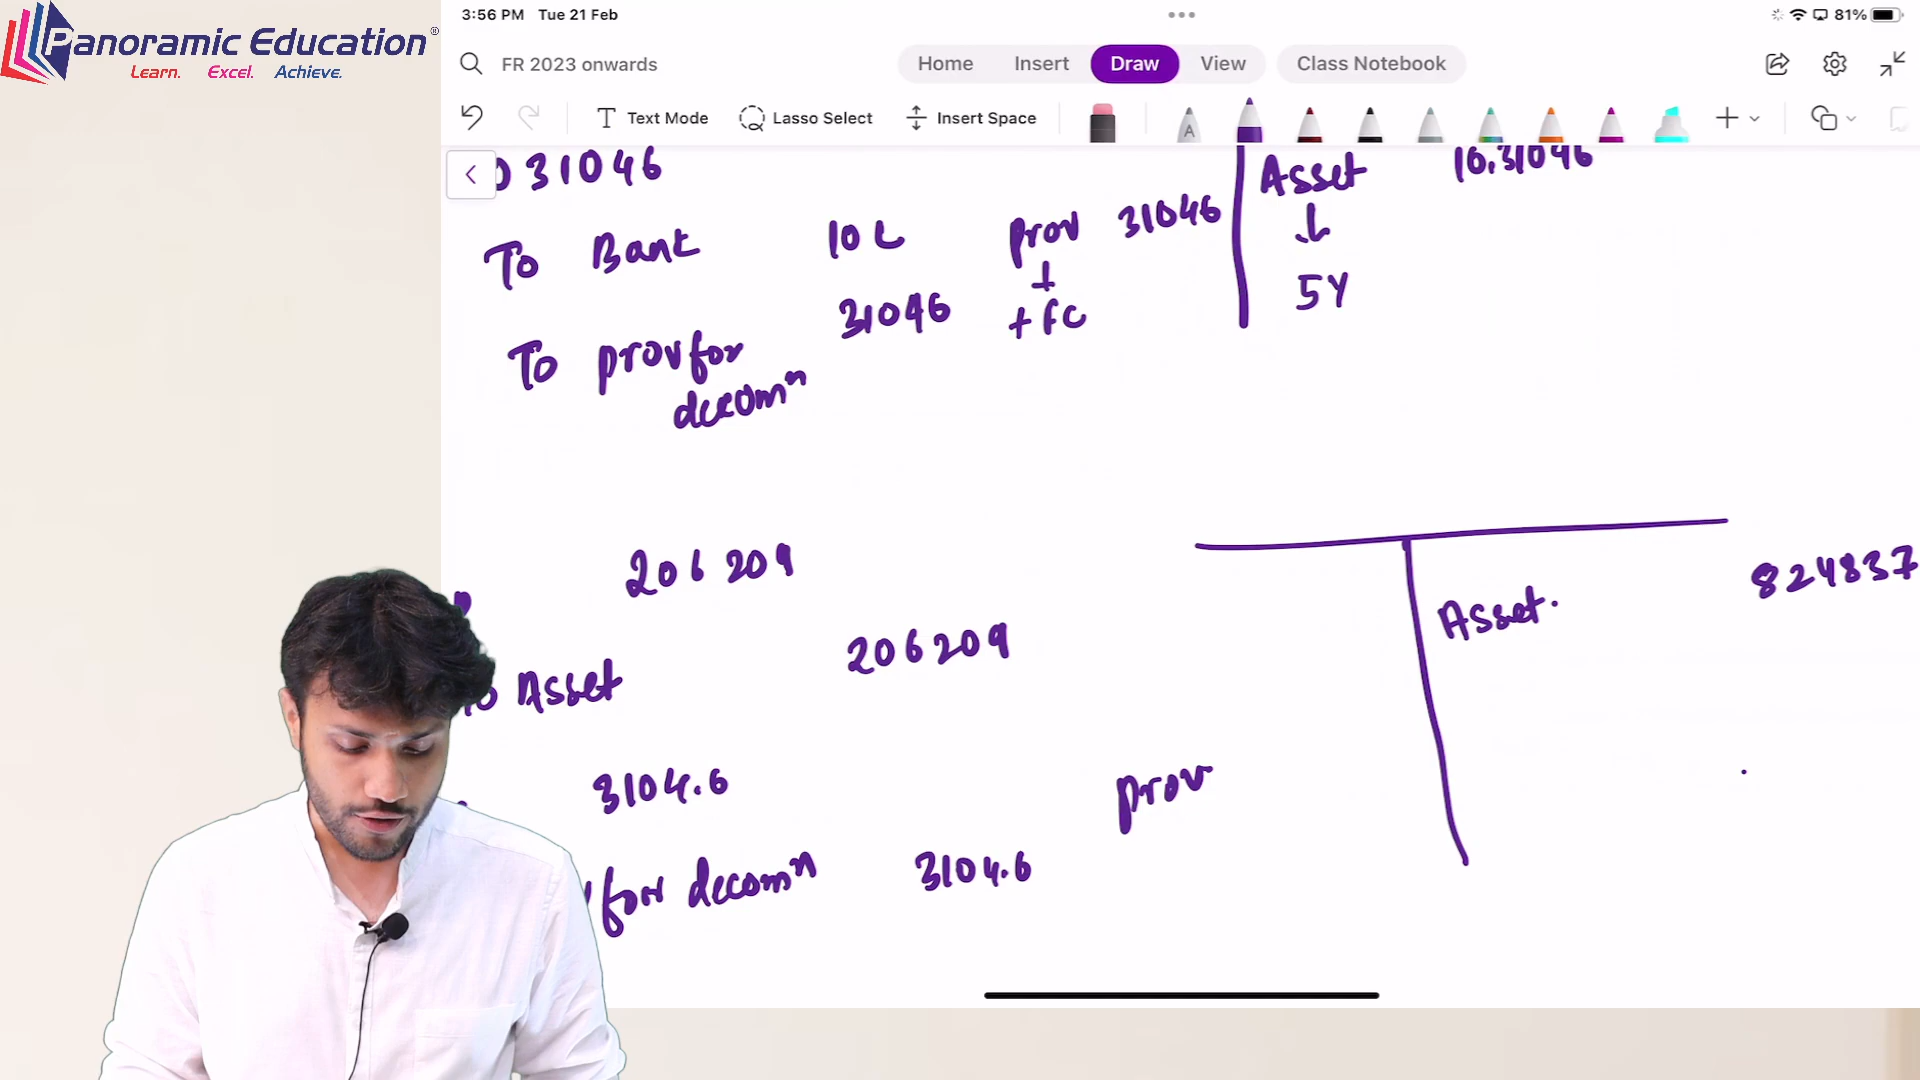 Panoramic Education®
Learn. Excel. Achieve.
3:56 PM Tue 21 Feb
81%
FR 2023 onwards
Home Insert Draw View Class Notebook
Text Mode Lasso Select Insert Space
A
31046
Asset 10,31046
To Bank 10 L prov 31046
5Y
To prov for 31046 + FC
decomⁿ
206209
Asset. 824837
Asset 206209
3104.6
prov
for decomⁿ 3104.6